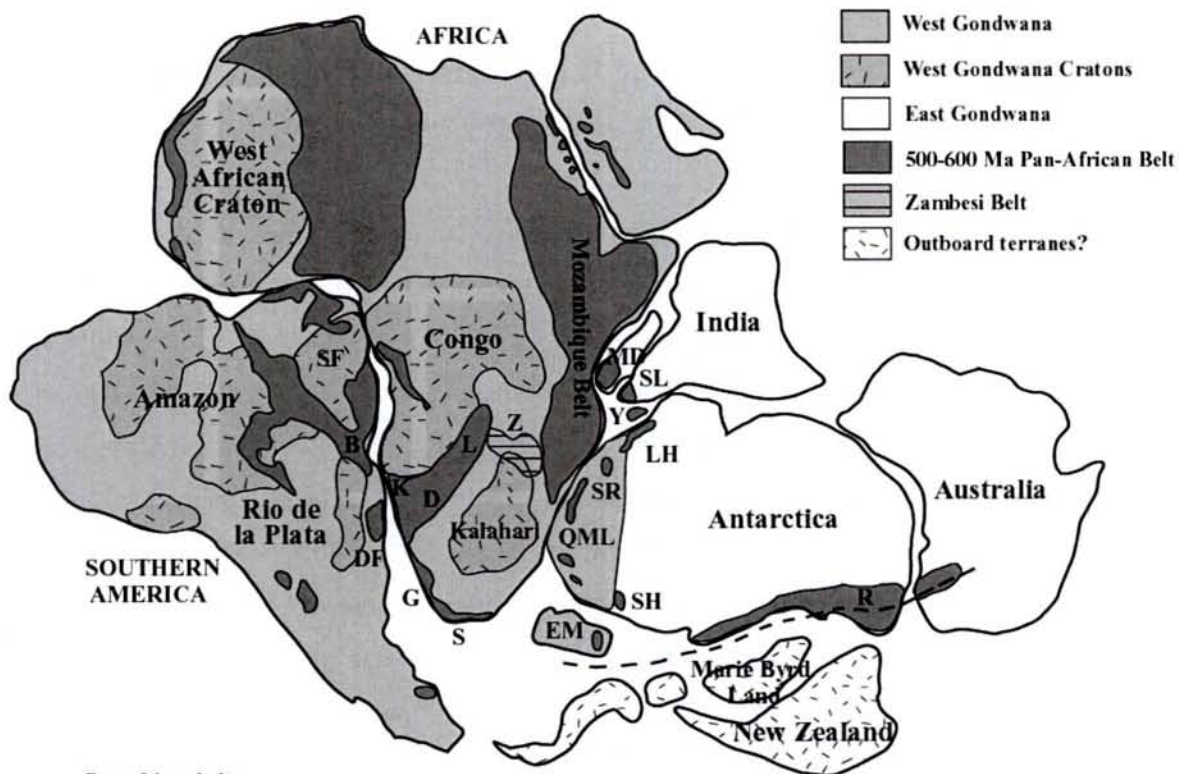 AFRICA
West Gondwana
West Gondwana Cratons
East Gondwana
500-600 Ma Pan-African Belt
Zambesi Belt
Outboard terranes?
West
African
Craton
Mozambique Belt
India
Congo
SF
MD
SL
Amazon
Z
Y
B
L
LH
K
D
SR
Australia
Rio de
la Plata
Kalahari
QML
Antarctica
DF
SOUTHERN
AMERICA
G
SH
R
S
EM
Marie Byrd
Land
New Zealand